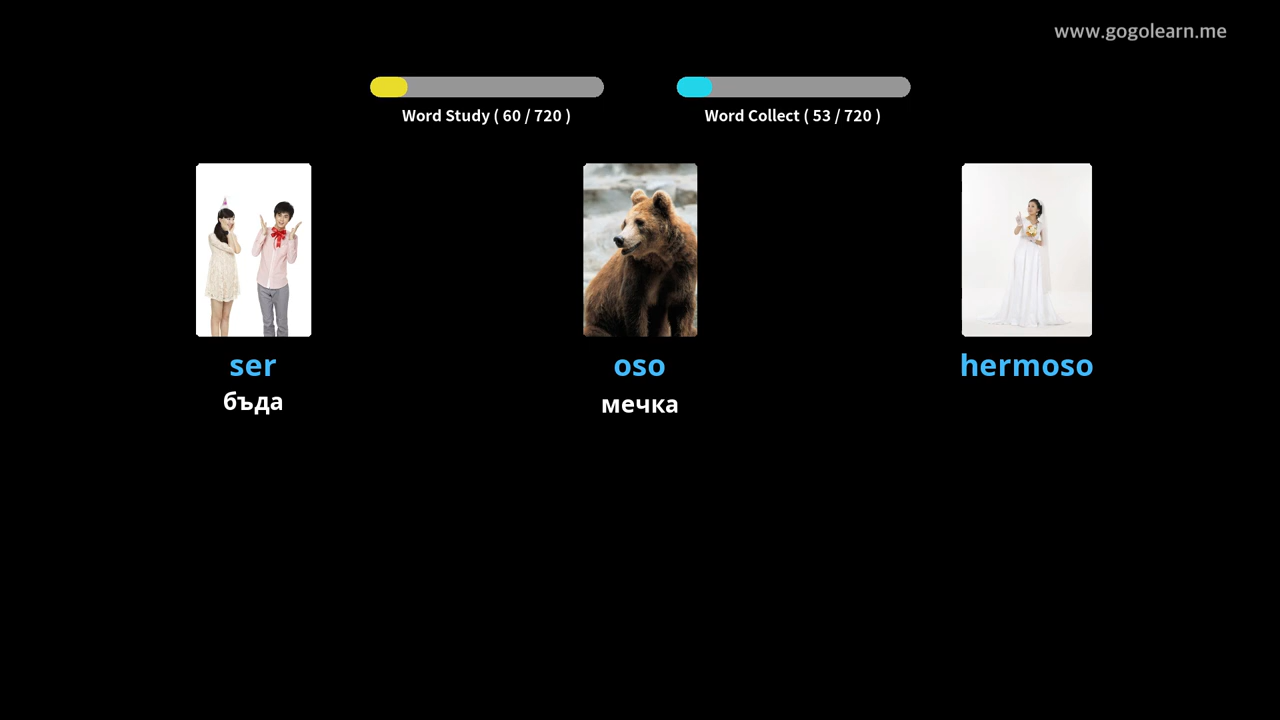 www.gogolearn.me
Word Study ( 60 / 720 )
Word Collect ( 53 / 720 )
ser
бъда
oso
мечка
hermoso